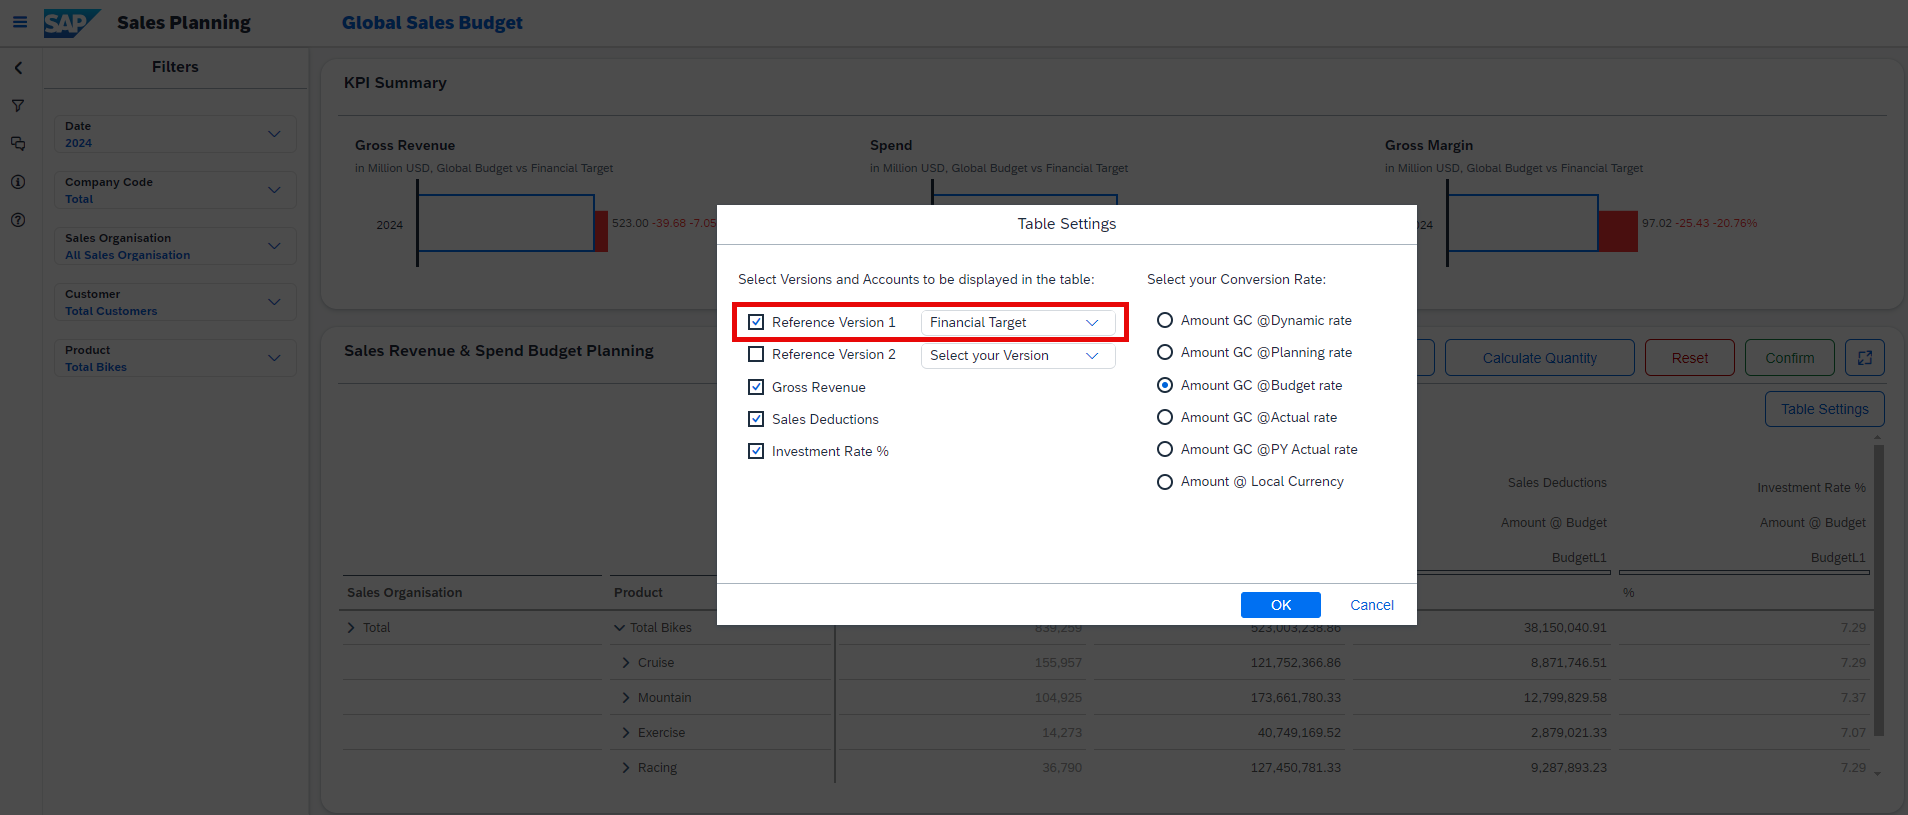 SAP Sales Planning
Global Sales Budget
Filters
Date
2024
Company Code
Total
Sales Organisation
All Sales Organisation
Customer
Total Customers
Product
Total Bikes
KPI Summary
Gross Revenue
in Million USD, Global Budget vs Financial Target
2024
523.00 -39.68 -7.05
Spend
in Million USD, Global Budget vs Financial Target
Gross Margin
in Million USD, Global Budget vs Financial Target
24
97.02 -25.43 -20.76%
Sales Revenue & Spend Budget Planning
Calculate Quantity
Reset
Confirm
Table Settings
Table Settings
Select Versions and Accounts to be displayed in the table:
Reference Version 1 Financial Target
Reference Version 2 Select your Version
Gross Revenue
Sales Deductions
Investment Rate %
Select your Conversion Rate:
Amount GC @Dynamic rate
Amount GC @Planning rate
Amount GC @Budget rate
Amount GC @Actual rate
Amount GC @PY Actual rate
Amount @ Local Currency
OK Cancel
Sales Deductions Investment Rate %
Amount @ Budget Amount @ Budget
BudgetL1 BudgetL1
Sales Organisation Product %
Total Total Bikes 839,259 523,003,238.86 38,150,040.91 7.29
Cruise 155,957 121,752,366.86 8,871,746.51 7.29
Mountain 104,925 173,661,780.33 12,799,829.58 7.37
Exercise 14,273 40,749,169.52 2,879,021.33 7.07
Racing 36,790 127,450,781.33 9,287,893.23 7.29